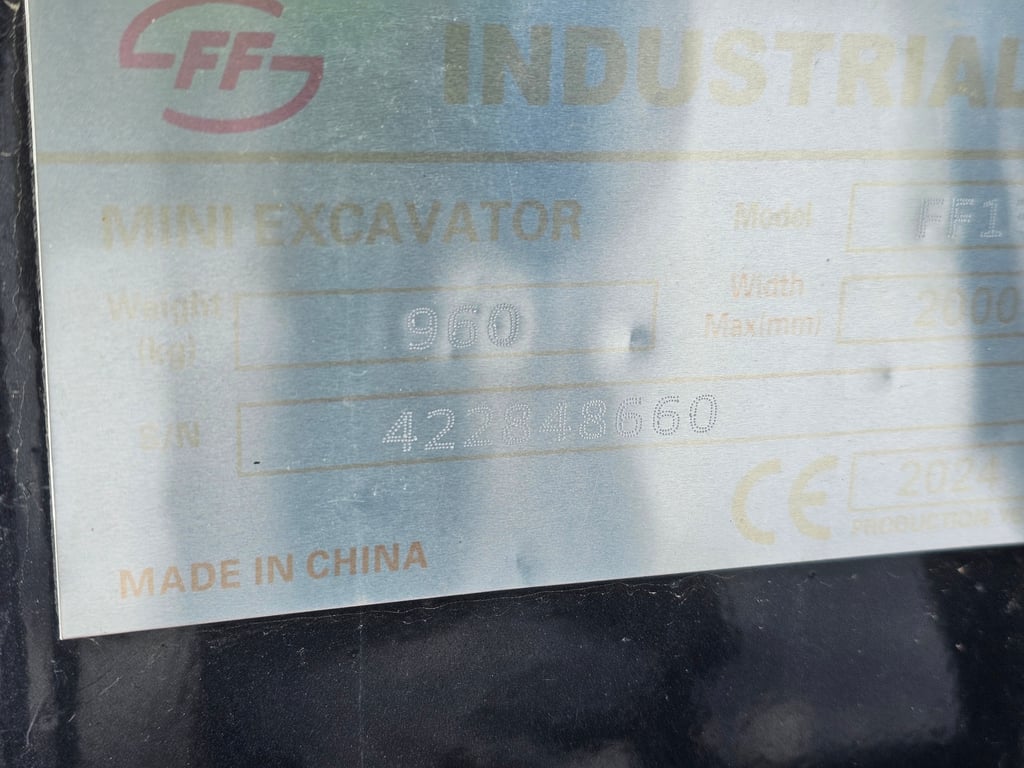 FF INDUSTRIAL
MINI EXCAVATOR
Model FF13
Weight (kg) 960
Width Max(mm) 2000
S/N 422848660
CE 2024
PRODUCTION
MADE IN CHINA